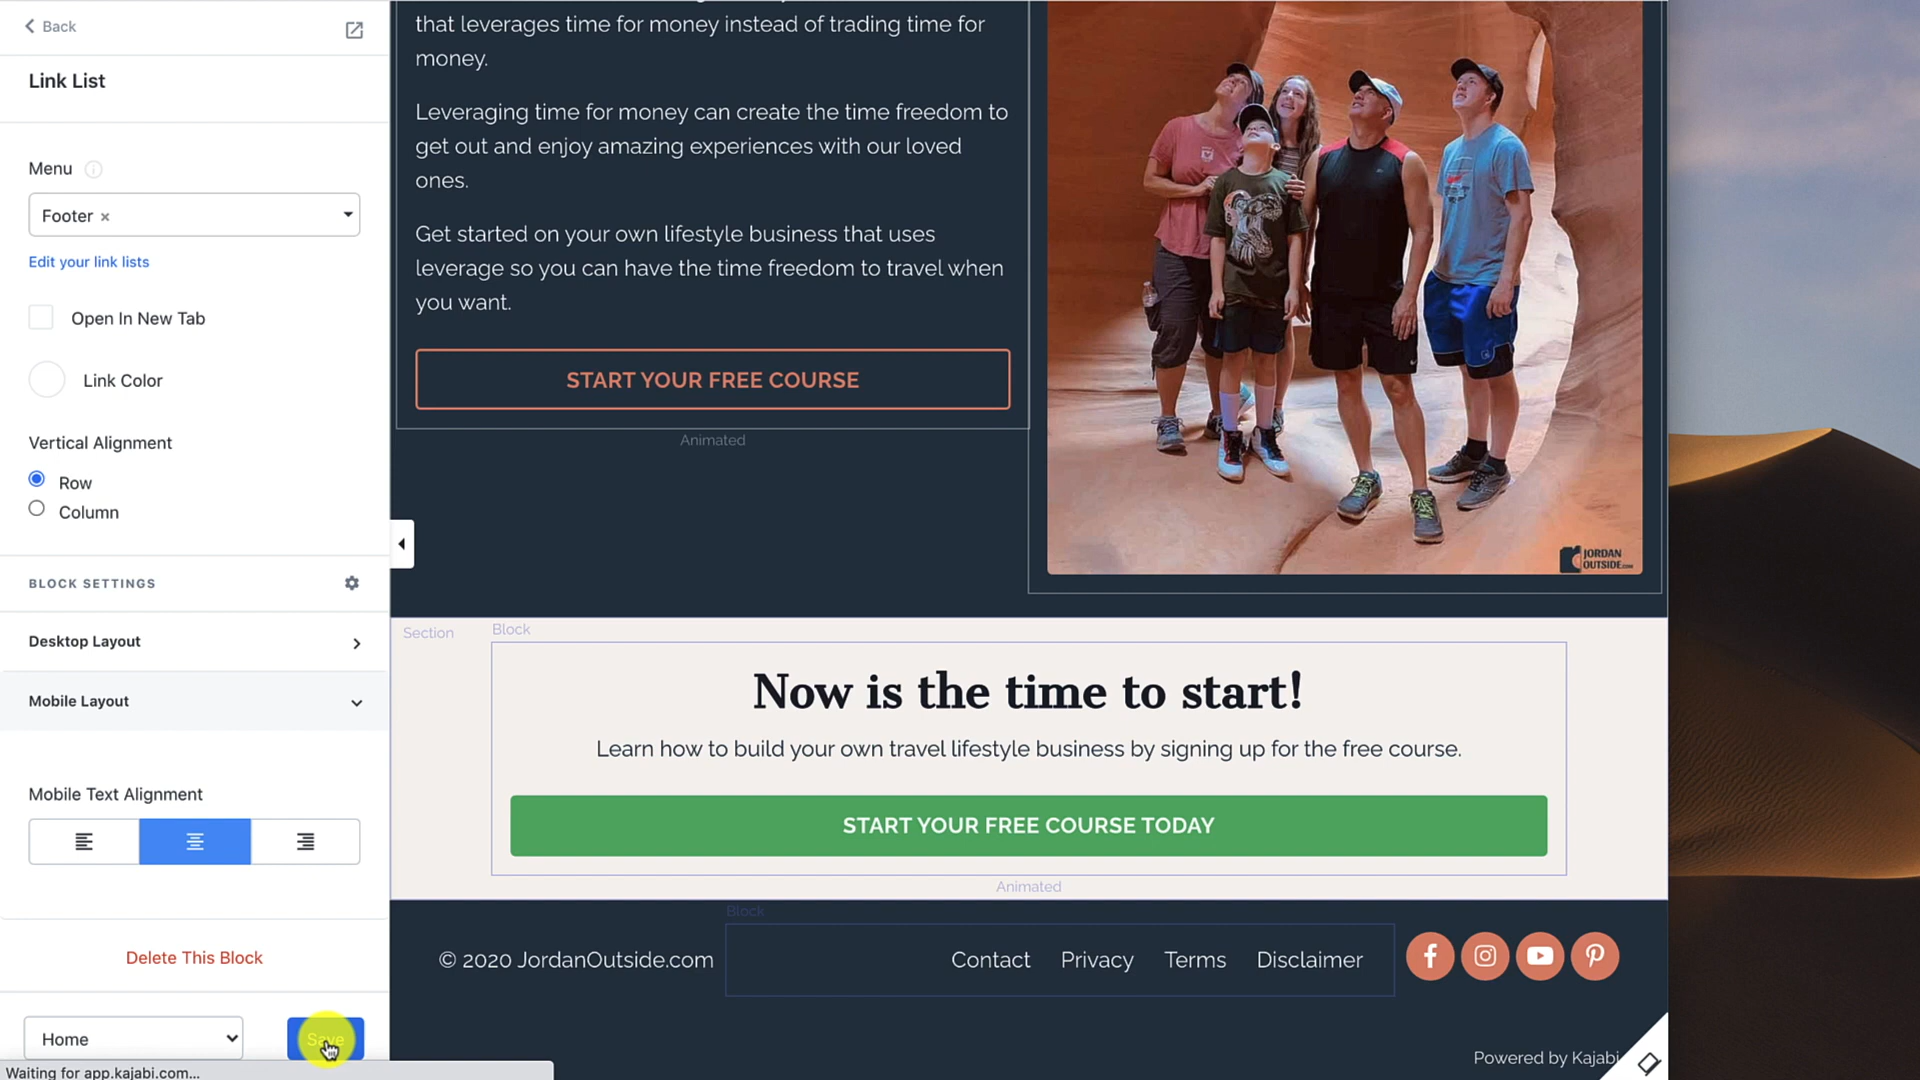 Back
Link List
Menu
Footer ×
Edit your link lists
Open In New Tab
Link Color
Vertical Alignment
Row
Column
BLOCK SETTINGS
Desktop Layout
Mobile Layout
Mobile Text Alignment
Delete This Block
Home
Save
Waiting for app.kajabi.com...
that leverages time for money instead of trading time for
money.
Leveraging time for money can create the time freedom to
get out and enjoy amazing experiences with our loved
ones.
Get started on your own lifestyle business that uses
leverage so you can have the time freedom to travel when
you want.
START YOUR FREE COURSE
Animated
JORDAN
OUTSIDE.com
Section
Block
Now is the time to start!
Learn how to build your own travel lifestyle business by signing up for the free course.
START YOUR FREE COURSE TODAY
Animated
Block
© 2020 JordanOutside.com
Contact Privacy Terms Disclaimer
Powered by Kajabi